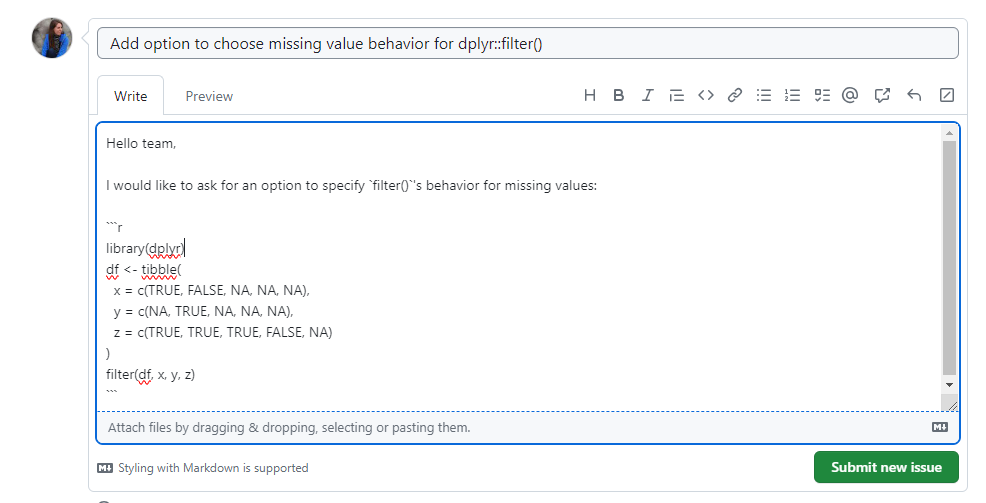 Add option to choose missing value behavior for dplyr::filter()
Write Preview
Hello team,
I would like to ask for an option to specify `filter()`'s behavior for missing values:
```r
library(dplyr)
df <- tibble(
  x = c(TRUE, FALSE, NA, NA, NA),
  y = c(NA, TRUE, NA, NA, NA),
  z = c(TRUE, TRUE, TRUE, FALSE, NA)
)
filter(df, x, y, z)
```
Attach files by dragging & dropping, selecting or pasting them.
Styling with Markdown is supported
Submit new issue